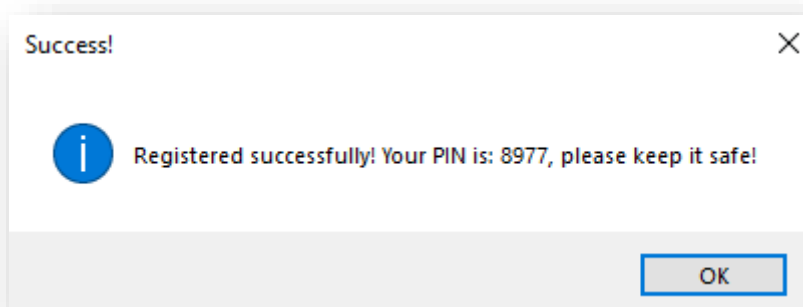 Success!
Registered successfully! Your PIN is: 8977, please keep it safe!
OK